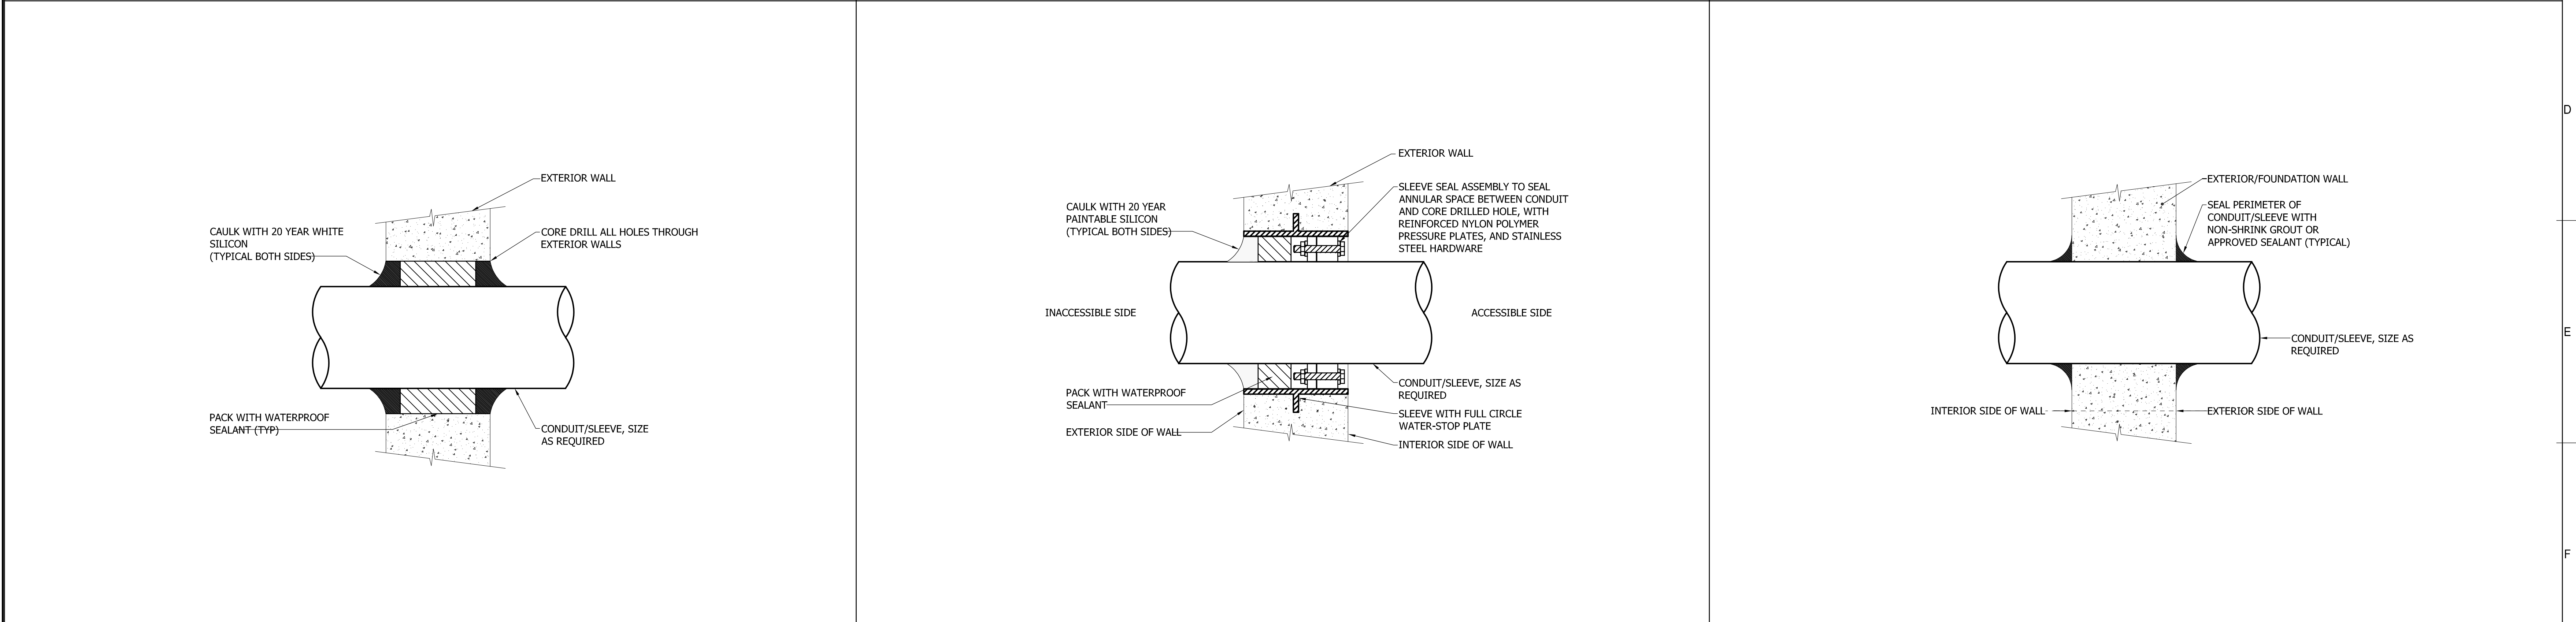 EXTERIOR WALL
CAULK WITH 20 YEAR WHITE
SILICON
(TYPICAL BOTH SIDES)
CORE DRILL ALL HOLES THROUGH
EXTERIOR WALLS
PACK WITH WATERPROOF
SEALANT (TYP)
CONDUIT/SLEEVE, SIZE
AS REQUIRED
EXTERIOR WALL
CAULK WITH 20 YEAR
PAINTABLE SILICON
(TYPICAL BOTH SIDES)
SLEEVE SEAL ASSEMBLY TO SEAL
ANNULAR SPACE BETWEEN CONDUIT
AND CORE DRILLED HOLE, WITH
REINFORCED NYLON POLYMER
PRESSURE PLATES, AND STAINLESS
STEEL HARDWARE
INACCESSIBLE SIDE
ACCESSIBLE SIDE
PACK WITH WATERPROOF
SEALANT
EXTERIOR SIDE OF WALL
CONDUIT/SLEEVE, SIZE AS
REQUIRED
SLEEVE WITH FULL CIRCLE
WATER-STOP PLATE
INTERIOR SIDE OF WALL
EXTERIOR/FOUNDATION WALL
SEAL PERIMETER OF
CONDUIT/SLEEVE WITH
NON-SHRINK GROUT OR
APPROVED SEALANT (TYPICAL)
CONDUIT/SLEEVE, SIZE AS
REQUIRED
INTERIOR SIDE OF WALL
EXTERIOR SIDE OF WALL
D
E
F